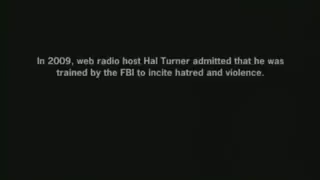 In 2009, web radio host Hal Turner admitted that he was
trained by the FBI to incite hatred and violence.